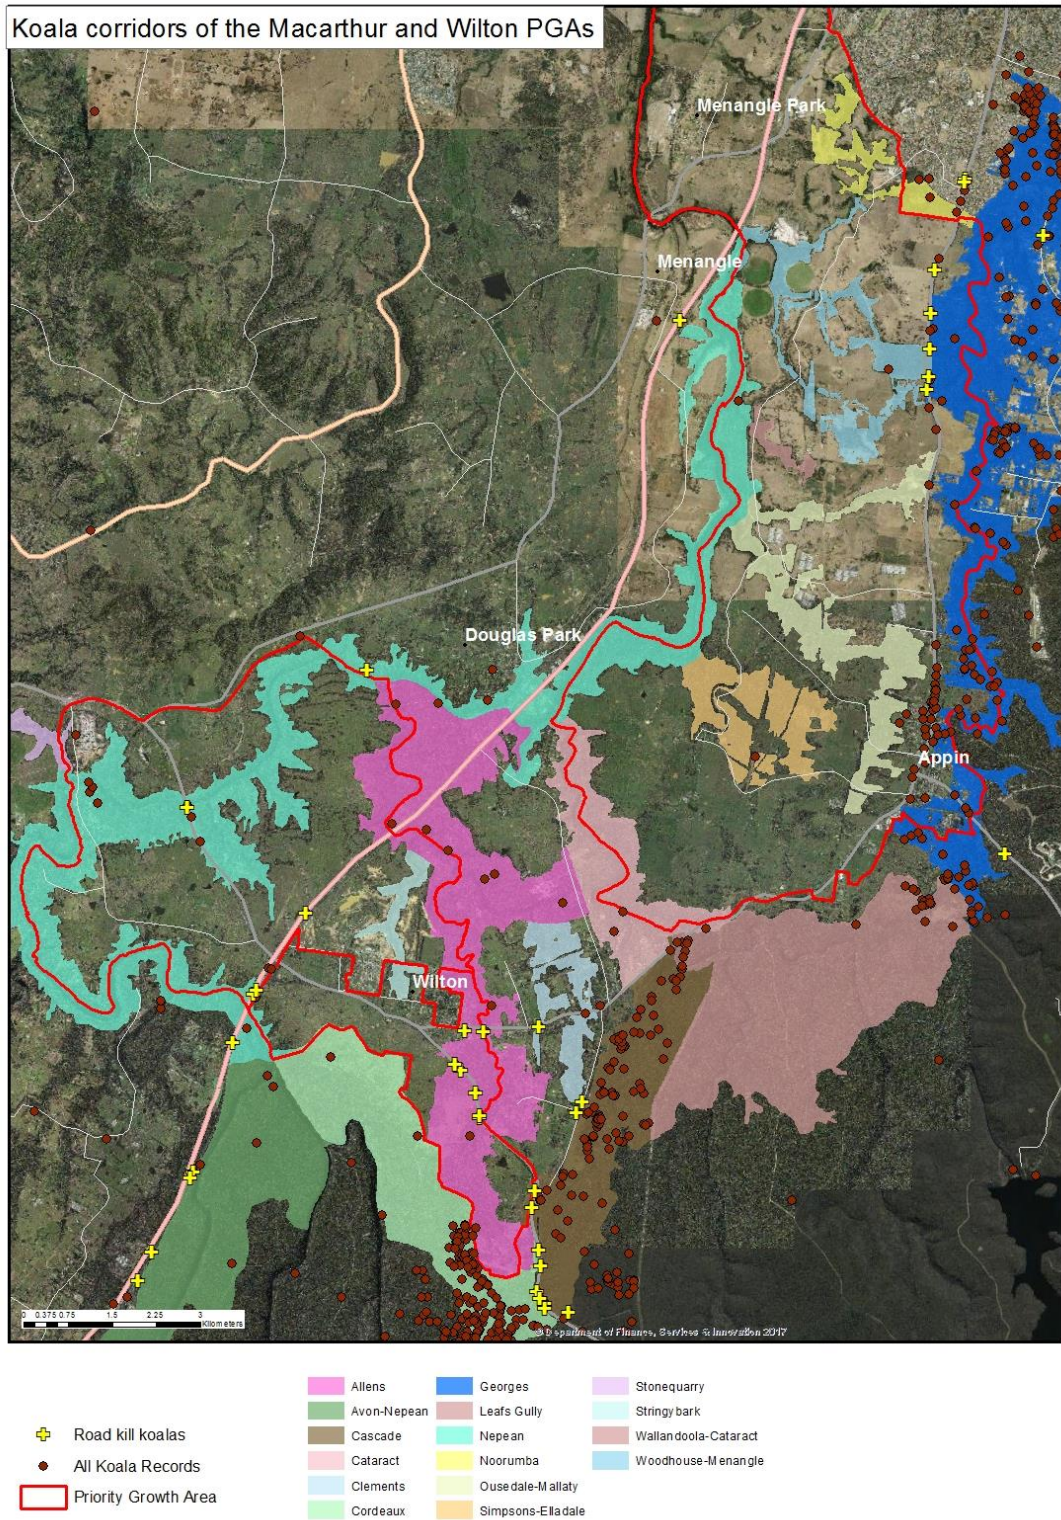 Koala corridors of the Macarthur and Wilton PGAs
Menangle Park
Menangle
Douglas Park
Appin
Wilton
0 0.375 0.75 1.5 2.25 3
Kilometers
© Department of Finance, Services & Innovation 2017
Road kill koalas
All Koala Records
Priority Growth Area
Allens
Avon-Nepean
Cascade
Cataract
Clements
Cordeaux
Georges
Leafs Gully
Nepean
Noorumba
Ousedale-Mallaty
Simpsons-Elladale
Stonequarry
Stringybark
Wallandoola-Cataract
Woodhouse-Menangle